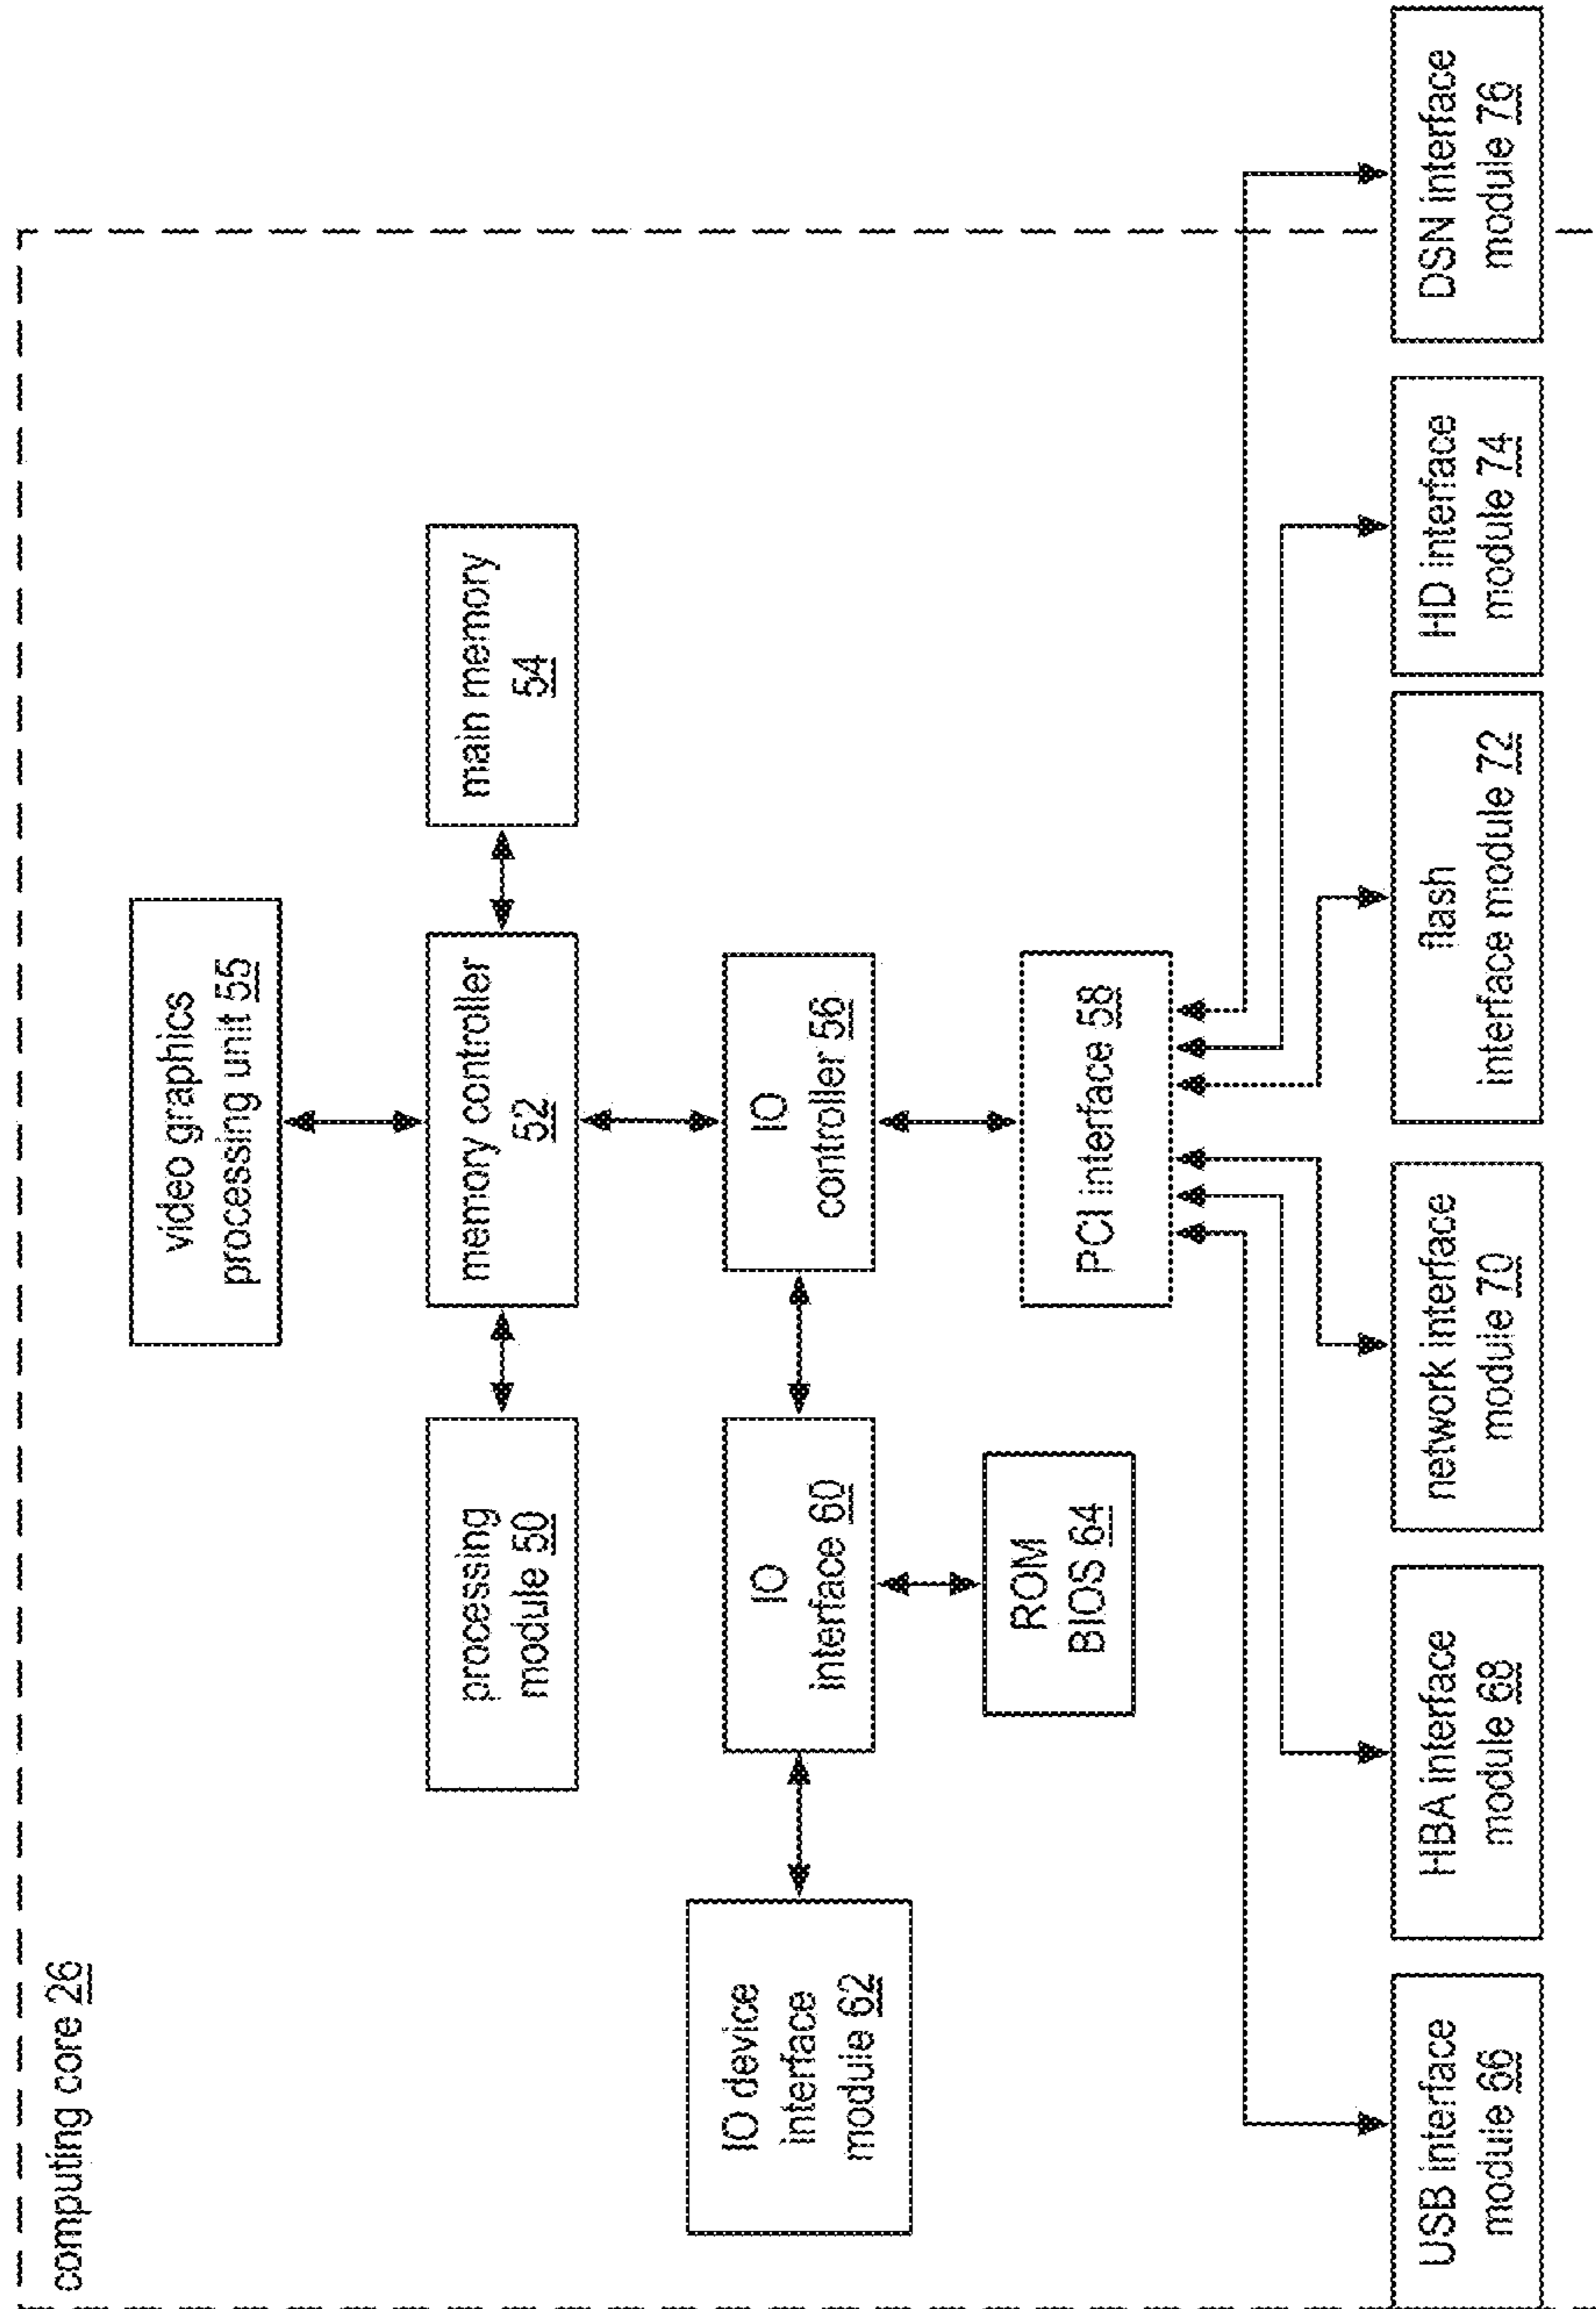 computing core 26
video graphics
processing unit 55
processing
module 50
memory controller
52
main memory
54
IO device
interface
module 62
IO
interface 60
IO
controller 56
ROM
BIOS 64
PCI interface 58
USB interface
module 66
HBA interface
module 68
network interface
module 70
flash
interface module 72
HD interface
module 74
DSN interface
module 76